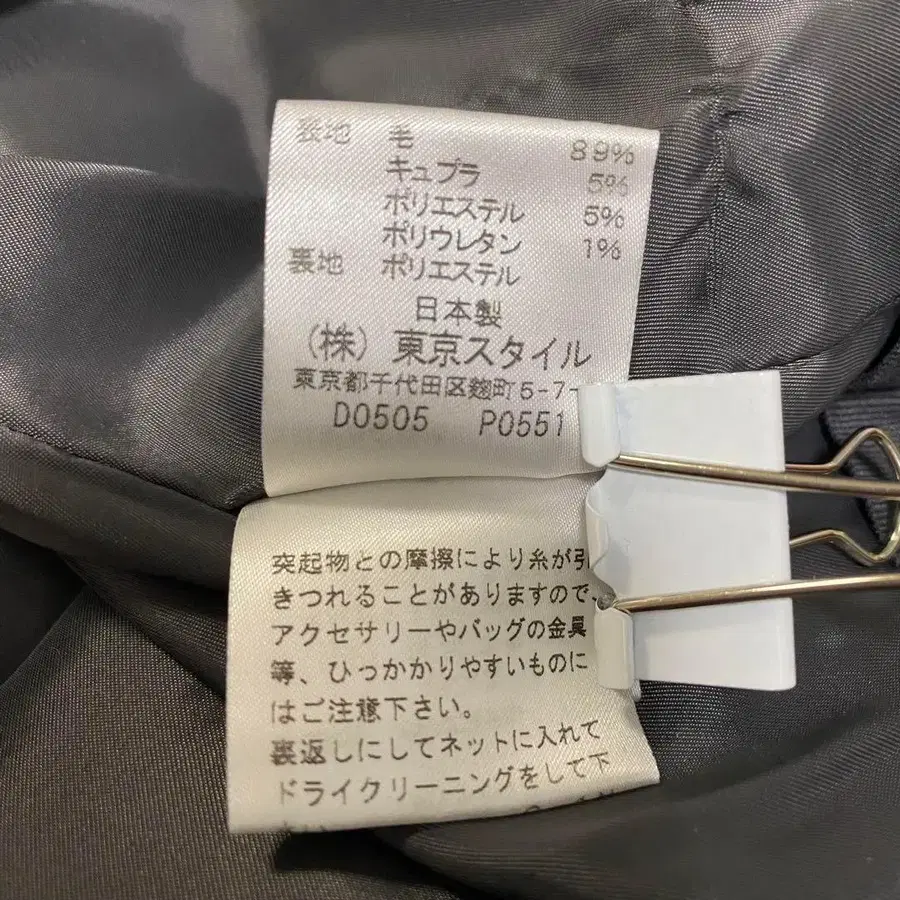 表地 毛 89%
キュプラ 5%
ポリエステル 5%
ポリウレタン 1%
裏地 ポリエステル
日本製
(株) 東京スタイル
東京都千代田区麹町5-7-
D0505 P0551
突起物との摩擦により糸が引
きつれることがありますので、
アクセサリーやバッグの金具
等、ひっかかりやすいものに
はご注意下さい。
裏返しにしてネットに入れて
ドライクリーニングをして下